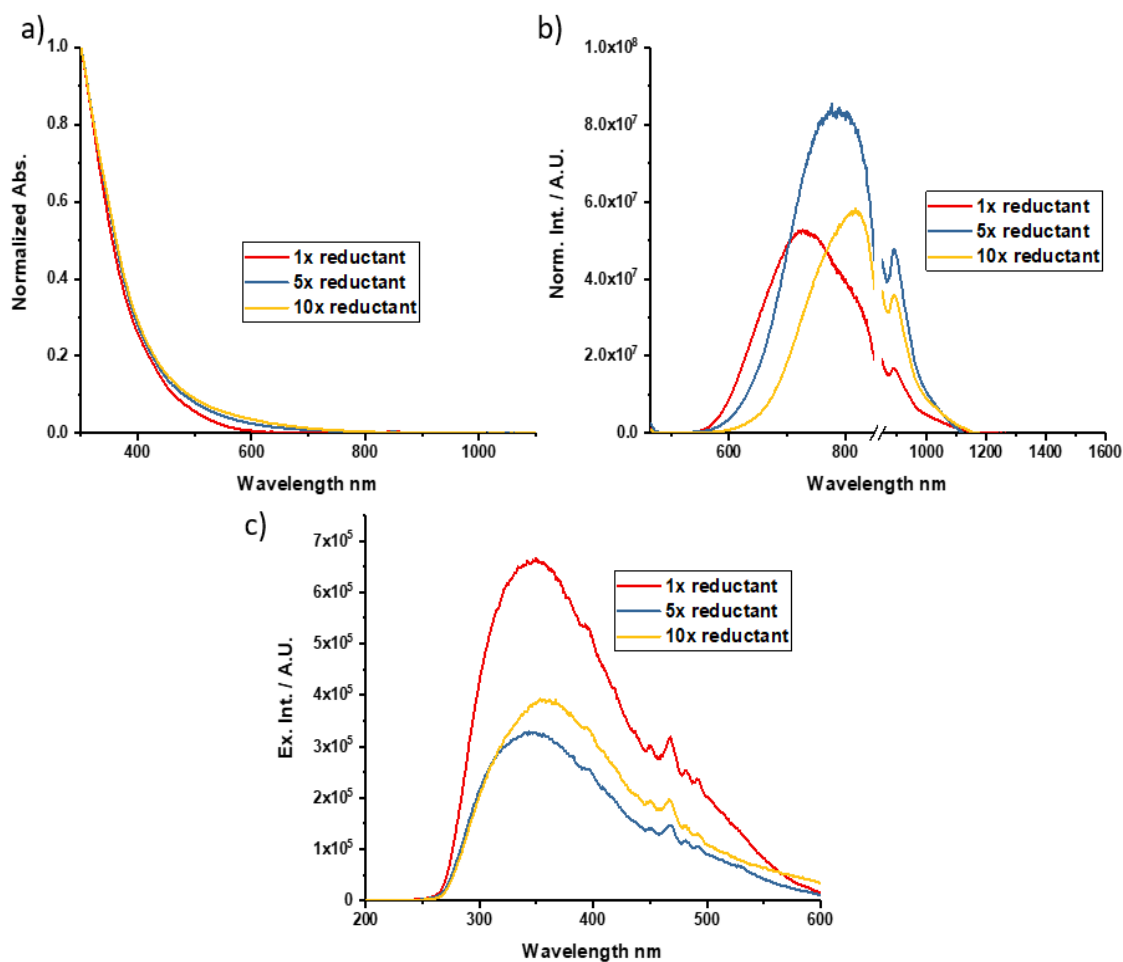 a)
1.0
0.8
0.6
0.4
0.2
0.0
Normalized Abs.
1x reductant
5x reductant
10x reductant
400
600
800
1000
Wavelength nm
b)
1.0x10⁸
8.0x10⁷
6.0x10⁷
4.0x10⁷
2.0x10⁷
0.0
Norm. Int. / A.U.
1x reductant
5x reductant
10x reductant
600
800
1000
1200
1400
1600
Wavelength nm
c)
7x10⁵
6x10⁵
5x10⁵
4x10⁵
3x10⁵
2x10⁵
1x10⁵
0
Ex. Int. / A.U.
1x reductant
5x reductant
10x reductant
200
300
400
500
600
Wavelength nm